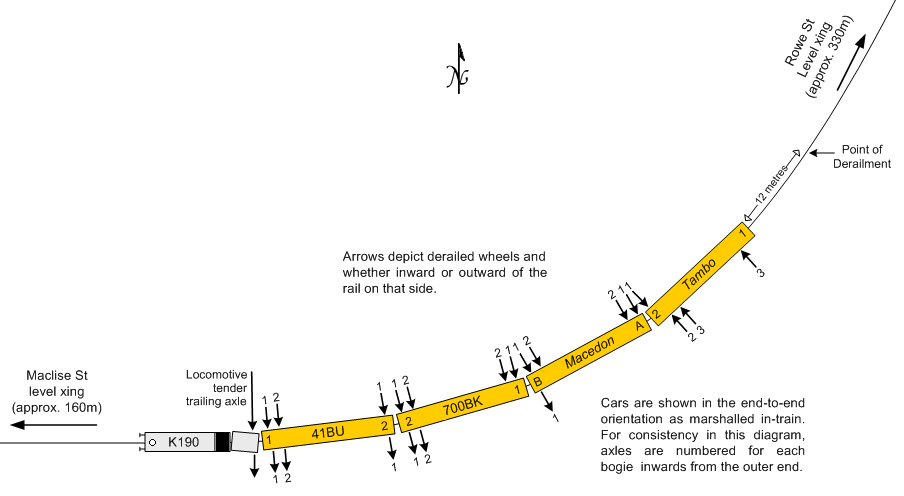 Rowe St
Level xing
(approx. 330m)
N
Point of
Derailment
12 metres
1
Tambo
3
2
2 3
Arrows depict derailed wheels and
whether inward or outward of the
rail on that side.
2 1 1
A
Macedon
B
1
2 1 1 2
1
700BK
2
1 1 2
1 2
2
41BU
1
1
1 2
1 2
Locomotive
tender
trailing axle
K190
Maclise St
level xing
(approx. 160m)
Cars are shown in the end-to-end
orientation as marshalled in-train.
For consistency in this diagram,
axles are numbered for each
bogie inwards from the outer end.